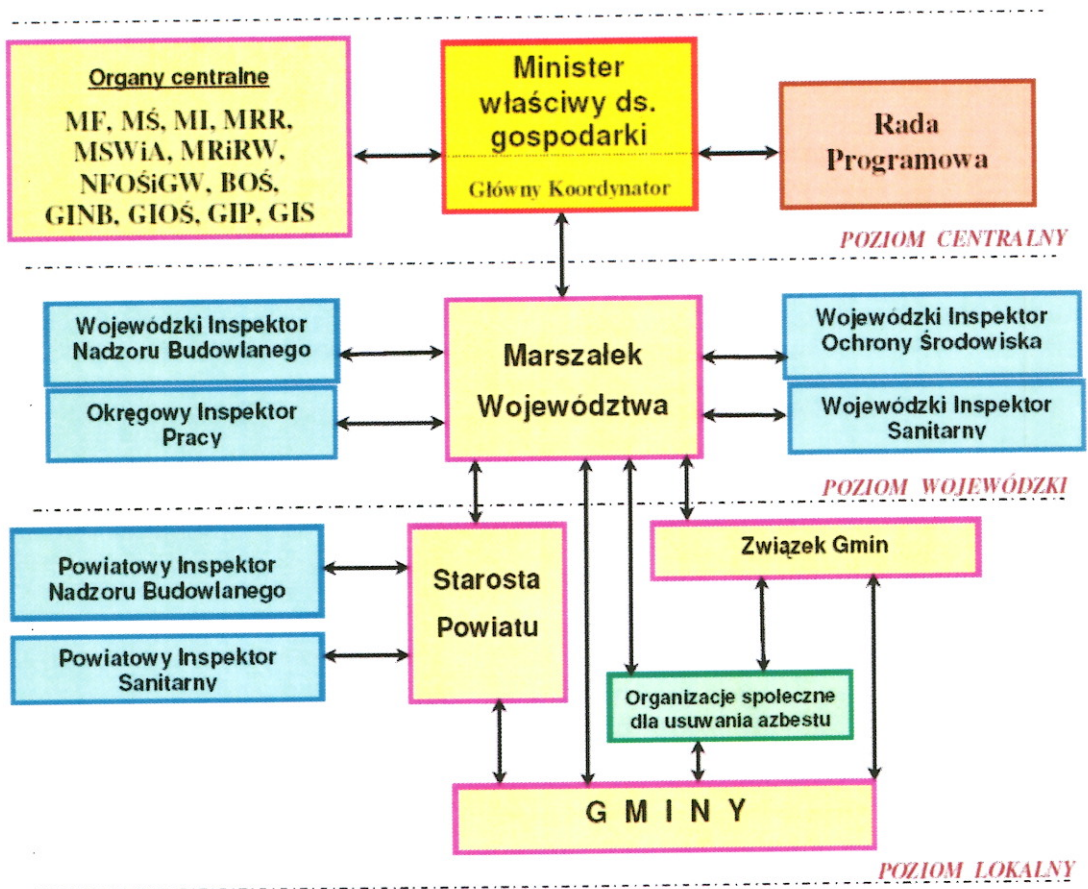 Organy centralne
MF, MŚ, MI, MRR,
MSWiA, MRiRW,
NFOŚiGW, BOŚ,
GINB, GIOŚ, GIP, GIS
Minister
właściwy ds.
gospodarki
Główny Koordynator
Rada
Programowa
POZIOM CENTRALNY
Wojewódzki Inspektor
Nadzoru Budowlanego
Okręgowy Inspektor
Pracy
Marszałek
Województwa
Wojewódzki Inspektor
Ochrony Środowiska
Wojewódzki Inspektor
Sanitarny
POZIOM WOJEWÓDZKI
Powiatowy Inspektor
Nadzoru Budowlanego
Powiatowy Inspektor
Sanitarny
Starosta
Powiatu
Związek Gmin
Organizacje społeczne
dla usuwania azbestu
G M I N Y
POZIOM LOKALNY